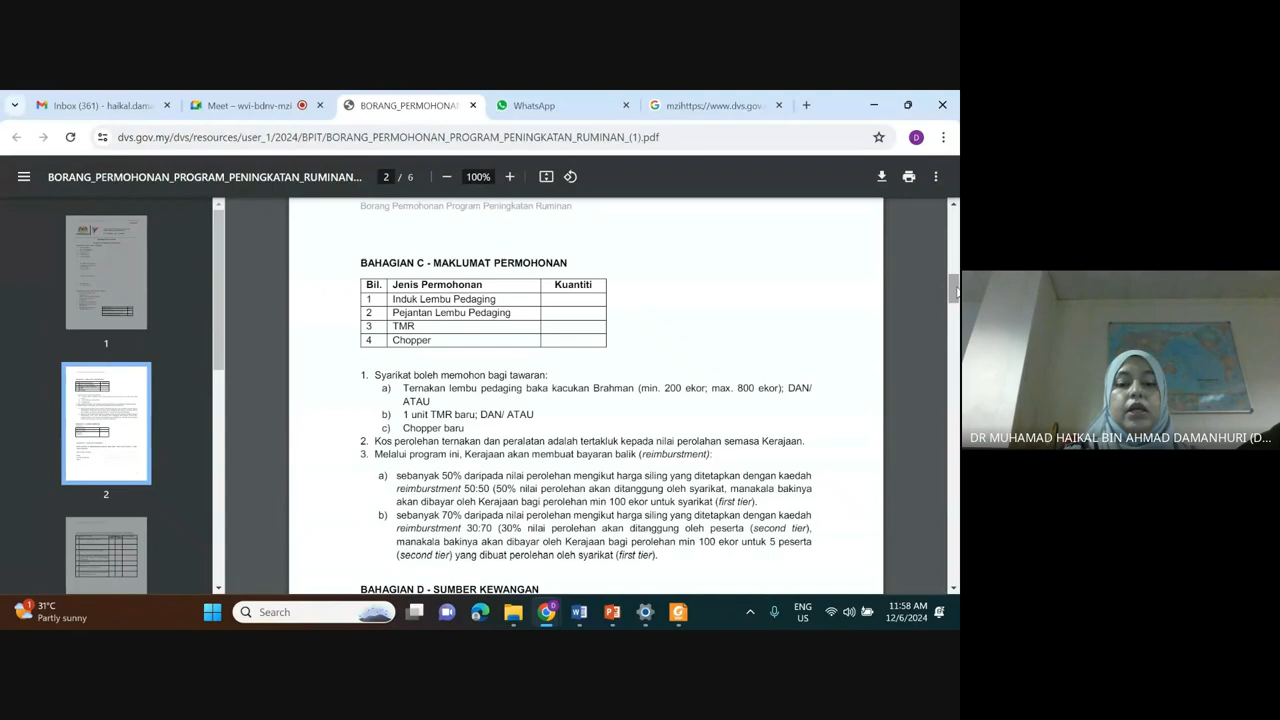 Inbox (361) - haikal.dama
Meet – wvi-bdnv-mzi
BORANG_PERMOHONAN
WhatsApp
mzihttps://www.dvs.gov.
dvs.gov.my/dvs/resources/user_1/2024/BPIT/BORANG_PERMOHONAN_PROGRAM_PENINGKATAN_RUMINAN_(1).pdf
D
BORANG_PERMOHONAN_PROGRAM_PENINGKATAN_RUMINAN...
2 / 6
100%
Borang Permohonan Program Peningkatan Ruminan
BAHAGIAN C - MAKLUMAT PERMOHONAN
Bil. Jenis Permohonan Kuantiti
1 Induk Lembu Pedaging
2 Pejantan Lembu Pedaging
3 TMR
4 Chopper
1. Syarikat boleh memohon bagi tawaran:
a) Ternakan lembu pedaging baka kacukan Brahman (min. 200 ekor; max. 800 ekor); DAN/
ATAU
b) 1 unit TMR baru; DAN/ ATAU
c) Chopper baru
2. Kos perolehan ternakan dan peralatan adalah tertakluk kepada nilai perolahan semasa Kerajaan.
3. Melalui program ini, Kerajaan akan membuat bayaran balik (reimburstment):
a) sebanyak 50% daripada nilai perolehan mengikut harga siling yang ditetapkan dengan kaedah
reimburstment 50:50 (50% nilai perolehan akan ditanggung oleh syarikat, manakala bakinya
akan dibayar oleh Kerajaan bagi perolehan min 100 ekor untuk syarikat (first tier).
b) sebanyak 70% daripada nilai perolehan mengikut harga siling yang ditetapkan dengan kaedah
reimburstment 30:70 (30% nilai perolehan akan ditanggung oleh peserta (second tier),
manakala bakinya akan dibayar oleh Kerajaan bagi perolehan min 100 ekor untuk 5 peserta
(second tier) yang dibuat perolehan oleh syarikat (first tier).
BAHAGIAN D - SUMBER KEWANGAN
1
2
DR MUHAMAD HAIKAL BIN AHMAD DAMANHURI (D...
1
31°C
Partly sunny
Search
ENG
US
11:58 AM
12/6/2024